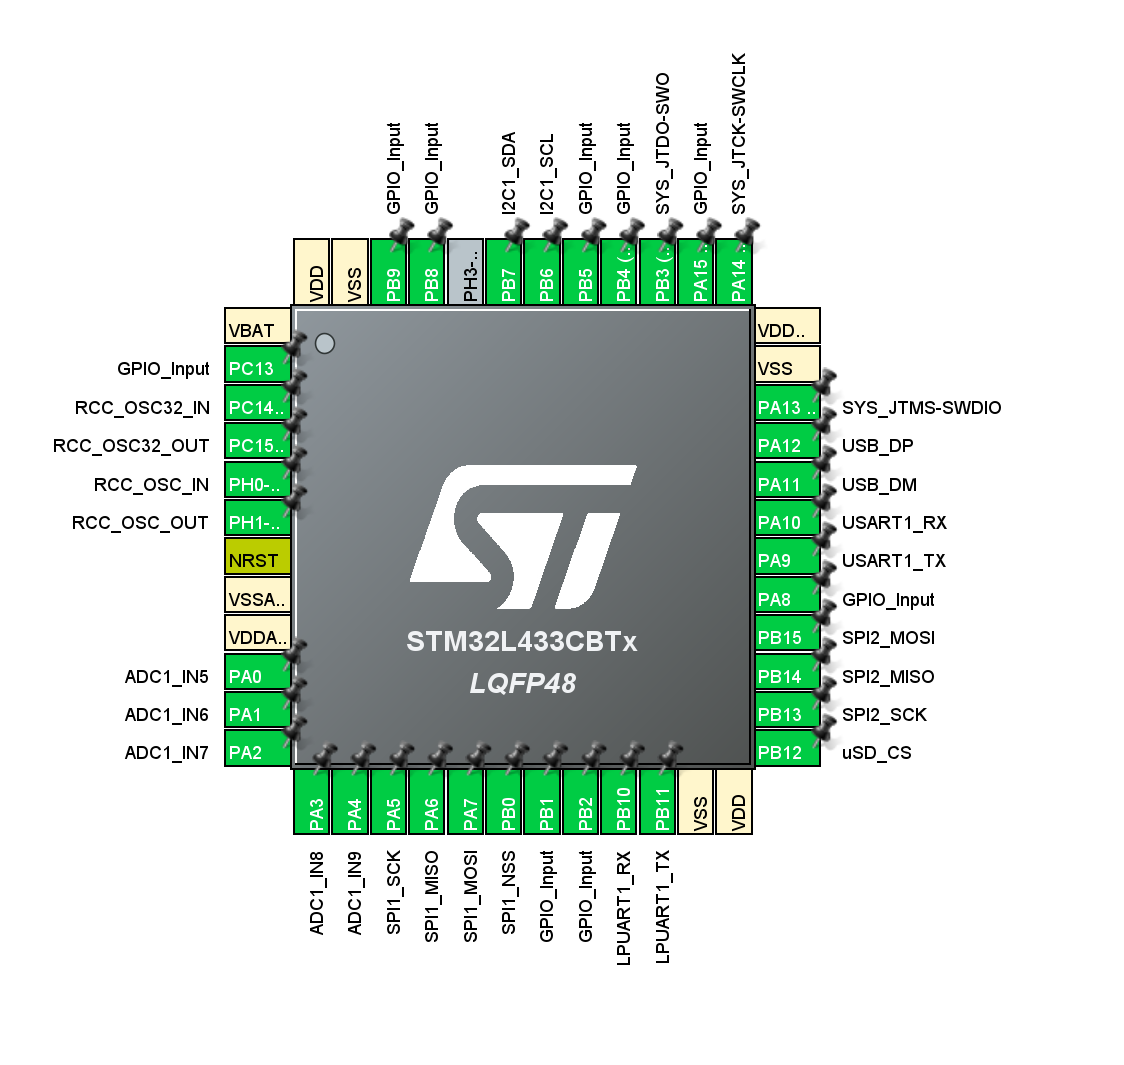 GPIO_Input
GPIO_Input
I2C1_SDA
I2C1_SCL
GPIO_Input
GPIO_Input
SYS_JTDO-SWO
GPIO_Input
SYS_JTCK-SWCLK
VDD
VSS
PB9
PB8
PH3-..
PB7
PB6
PB5
PB4 (..
PB3 (..
PA15 ..
PA14 ..
VBAT
GPIO_Input PC13
RCC_OSC32_IN PC14..
RCC_OSC32_OUT PC15..
RCC_OSC_IN PH0-..
RCC_OSC_OUT PH1-..
NRST
VSSA..
VDDA..
ADC1_IN5 PA0
ADC1_IN6 PA1
ADC1_IN7 PA2
ST
STM32L433CBTx
LQFP48
VDD..
VSS
PA13 .. SYS_JTMS-SWDIO
PA12 USB_DP
PA11 USB_DM
PA10 USART1_RX
PA9 USART1_TX
PA8 GPIO_Input
PB15 SPI2_MOSI
PB14 SPI2_MISO
PB13 SPI2_SCK
PB12 uSD_CS
PA3
PA4
PA5
PA6
PA7
PB0
PB1
PB2
PB10
PB11
VSS
VDD
ADC1_IN8
ADC1_IN9
SPI1_SCK
SPI1_MISO
SPI1_MOSI
SPI1_NSS
GPIO_Input
GPIO_Input
LPUART1_RX
LPUART1_TX